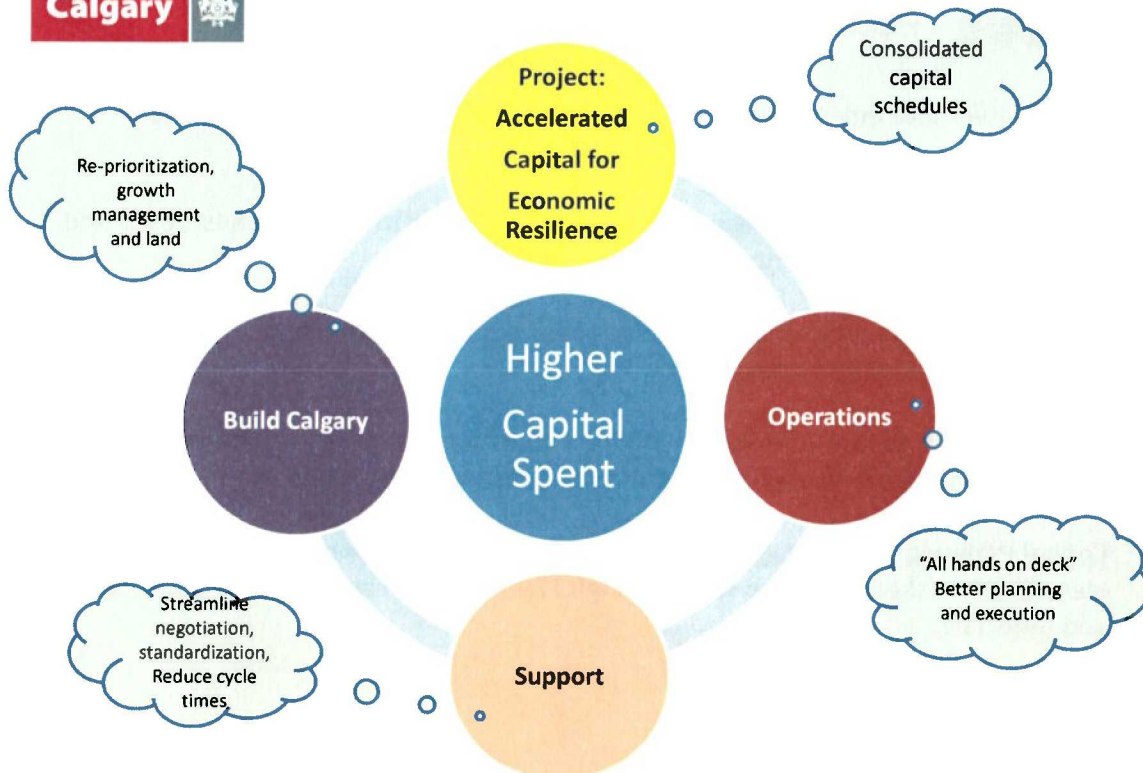 Calgary
Project:
Accelerated
Capital for
Economic
Resilience
Consolidated
capital
schedules
Re-prioritization,
growth
management
and land
Higher
Capital
Spent
Build Calgary
Operations
"All hands on deck"
Better planning
and execution
Streamline
negotiation,
standardization,
Reduce cycle
times
Support